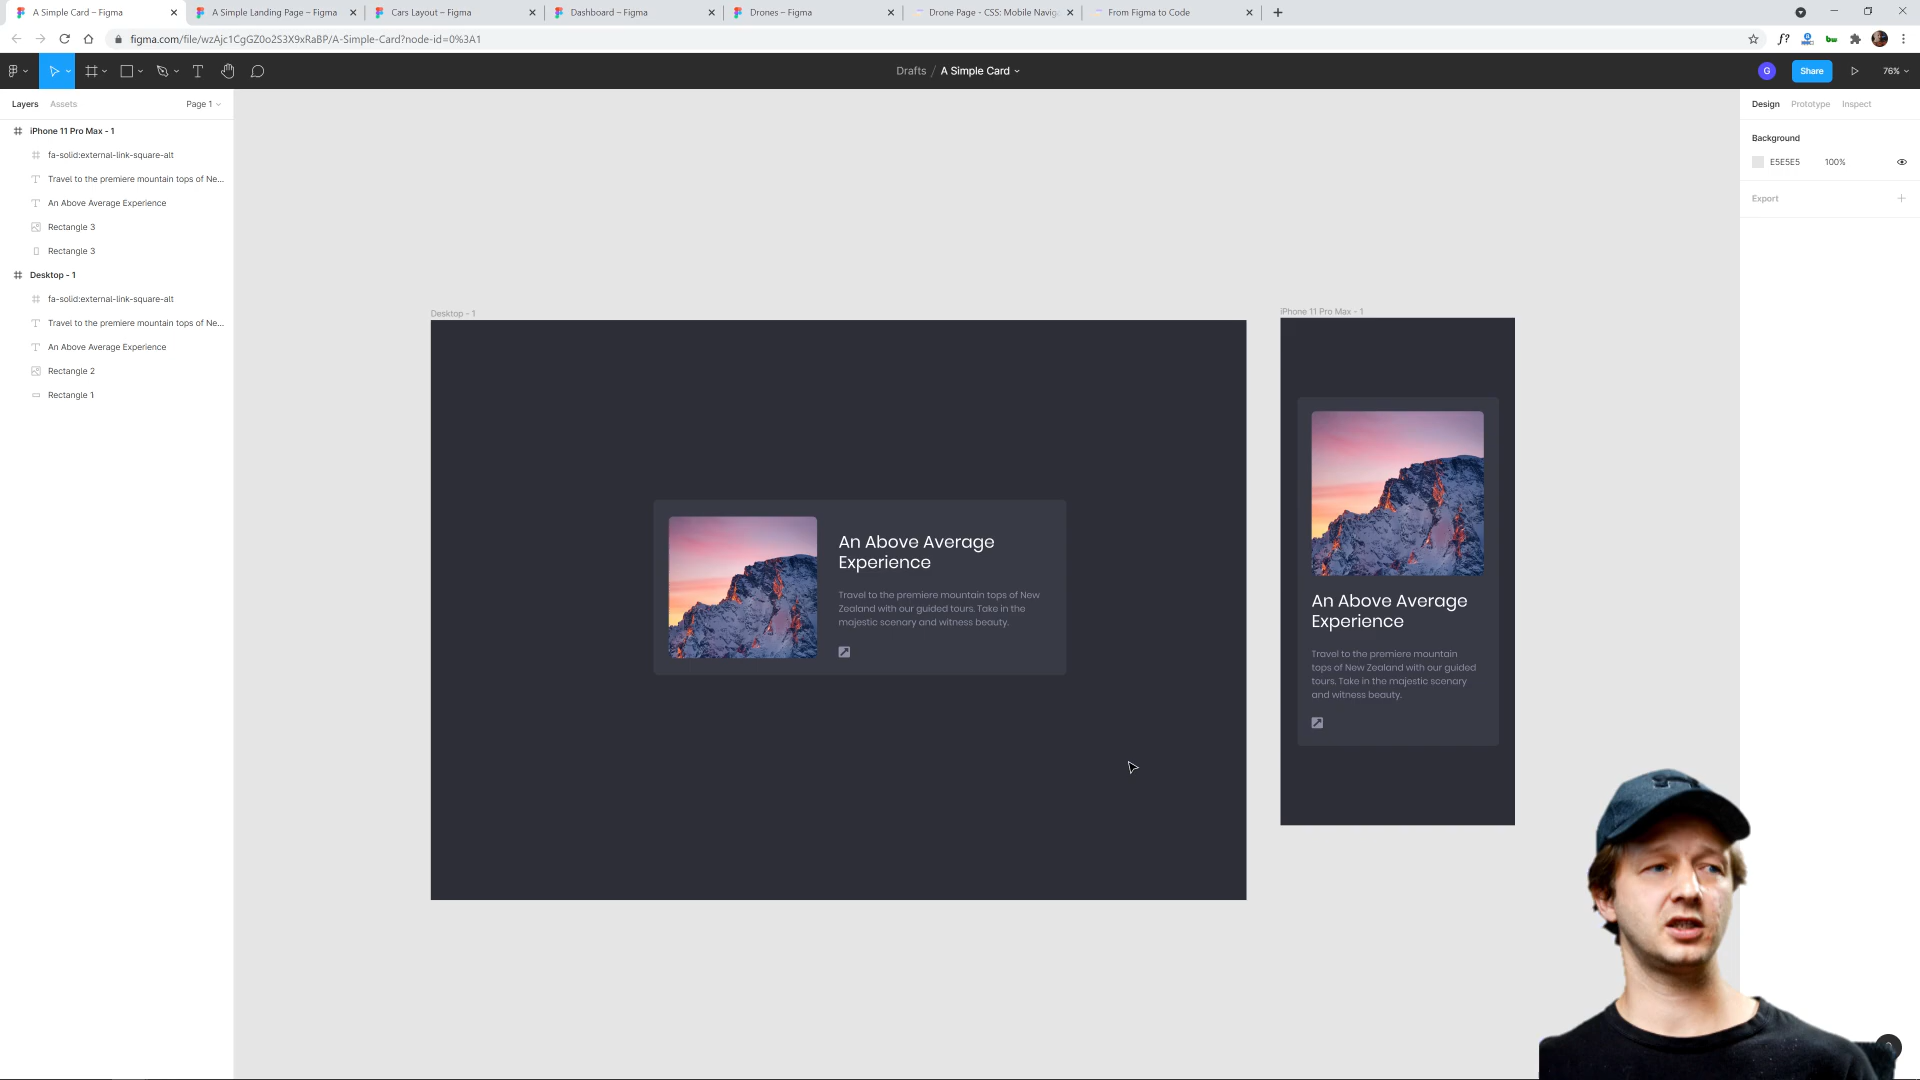 A Simple Card – Figma
A Simple Landing Page – Figma
Cars Layout – Figma
Dashboard – Figma
Drones – Figma
Drone Page - CSS: Mobile Navig
From Figma to Code
figma.com/file/wzAjc1CgGZ0o2S3X9xRaBP/A-Simple-Card?node-id=0%3A1
Drafts / A Simple Card
G
Share
76%
Layers
Assets
Page 1
iPhone 11 Pro Max - 1
fa-solid:external-link-square-alt
Travel to the premiere mountain tops of Ne...
An Above Average Experience
Rectangle 3
Rectangle 3
Desktop - 1
fa-solid:external-link-square-alt
Travel to the premiere mountain tops of Ne...
An Above Average Experience
Rectangle 2
Rectangle 1
Desktop - 1
An Above Average
Experience
Travel to the premiere mountain tops of New
Zealand with our guided tours. Take in the
majestic scenary and witness beauty.
iPhone 11 Pro Max - 1
An Above Average
Experience
Travel to the premiere mountain
tops of New Zealand with our guided
tours. Take in the majestic scenary
and witness beauty.
Design
Prototype
Inspect
Background
E5E5E5
100%
Export